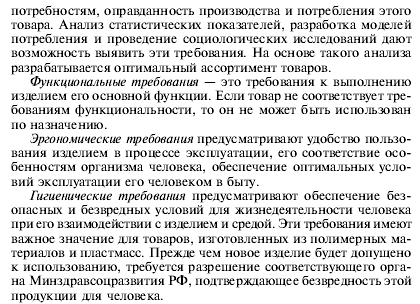 потребностям, оправданность производства и потребления этого
товара. Анализ статистических показателей, разработка моделей
потребления и проведение социологических исследований дают
возможность выявить эти требования. На основе такого анализа
разрабатывается оптимальный ассортимент товаров.
Функциональные требования — это требования к выполнению
изделием его основной функции. Если товар не соответствует тре-
бованиям функциональности, то он не может быть использован
по назначению.
Эргономические требования предусматривают удобство пользо-
вания изделием в процессе эксплуатации, его соответствие осо-
бенностям организма человека, обеспечение оптимальных усло-
вий эксплуатации его человеком в быту.
Гигиенические требования предусматривают обеспечение без-
опасных и безвредных условий для жизнедеятельности человека
при его взаимодействии с изделием и средой. Эти требования имеют
важное значение для товаров, изготовленных из полимерных ма-
териалов и пластмасс. Прежде чем новое изделие будет допущено
к использованию, требуется разрешение соответствующего орга-
на Минздравсоцразвития РФ, подтверждающее безвредность этой
продукции для человека.